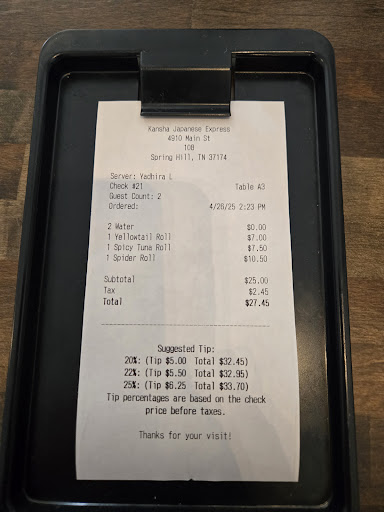 Kansha Japanese Express
4910 Main St
108
Spring Hill, TN 37174
Server: Yadhira L
Check #21 Table A3
Guest Count: 2
Ordered: 4/26/25 2:23 PM
2 Water $0.00
1 Yellowtail Roll $7.00
1 Spicy Tuna Roll $7.50
1 Spider Roll $10.50
Subtotal $25.00
Tax $2.45
Total $27.45
Suggested Tip:
20%: (Tip $5.00 Total $32.45)
22%: (Tip $5.50 Total $32.95)
25%: (Tip $6.25 Total $33.70)
Tip percentages are based on the check
price before taxes.
Thanks for your visit!